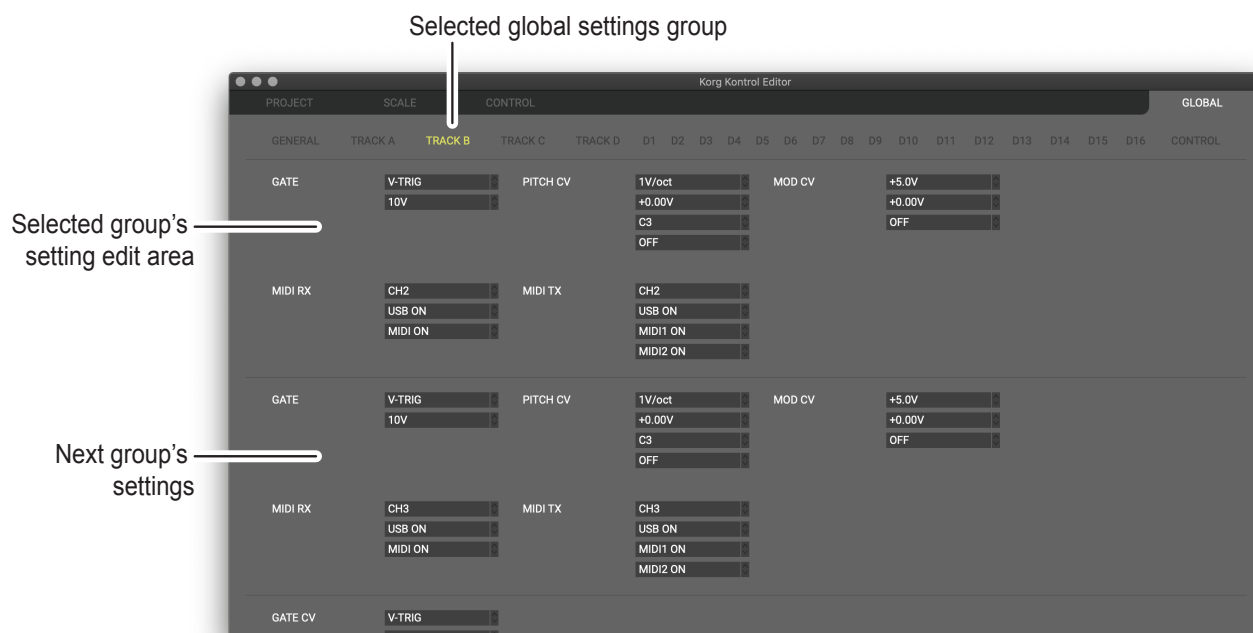 Selected global settings group
Korg Kontrol Editor
PROJECT SCALE CONTROL GLOBAL
GENERAL TRACK A TRACK B TRACK C TRACK D D1 D2 D3 D4 D5 D6 D7 D8 D9 D10 D11 D12 D13 D14 D15 D16 CONTROL
GATE V-TRIG PITCH CV 1V/oct MOD CV +5.0V
10V +0.00V +0.00V
Selected group's
setting edit area
C3 OFF
OFF
MIDI RX CH2 MIDI TX CH2
USB ON USB ON
MIDI ON MIDI1 ON
MIDI2 ON
GATE V-TRIG PITCH CV 1V/oct MOD CV +5.0V
10V +0.00V +0.00V
C3 OFF
OFF
Next group's
settings
MIDI RX CH3 MIDI TX CH3
USB ON USB ON
MIDI ON MIDI1 ON
MIDI2 ON
GATE CV V-TRIG